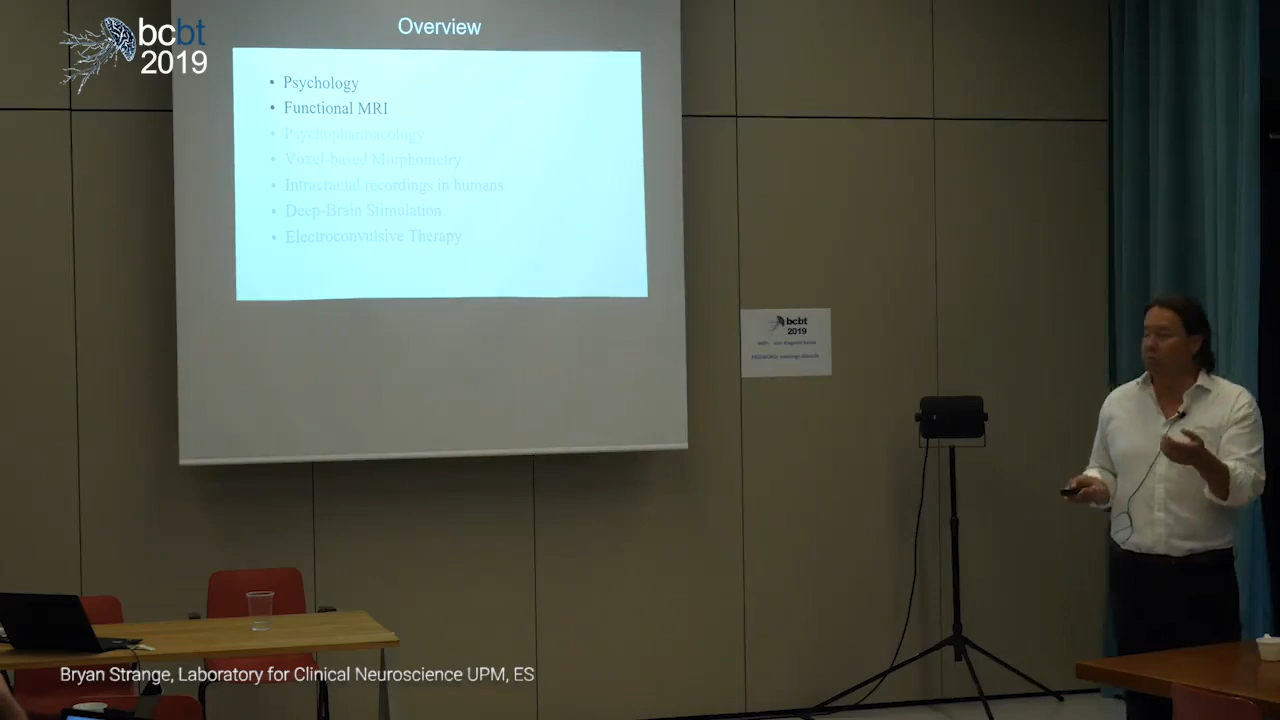 bcbt
2019
Overview
• Psychology
• Functional MRI
• Psychopharmacology
• Voxel-based Morphometry
• Intracranial recordings in humans
• Deep-Brain Stimulation
• Electroconvulsive Therapy
bcbt
2019
Bryan Strange, Laboratory for Clinical Neuroscience UPM, ES